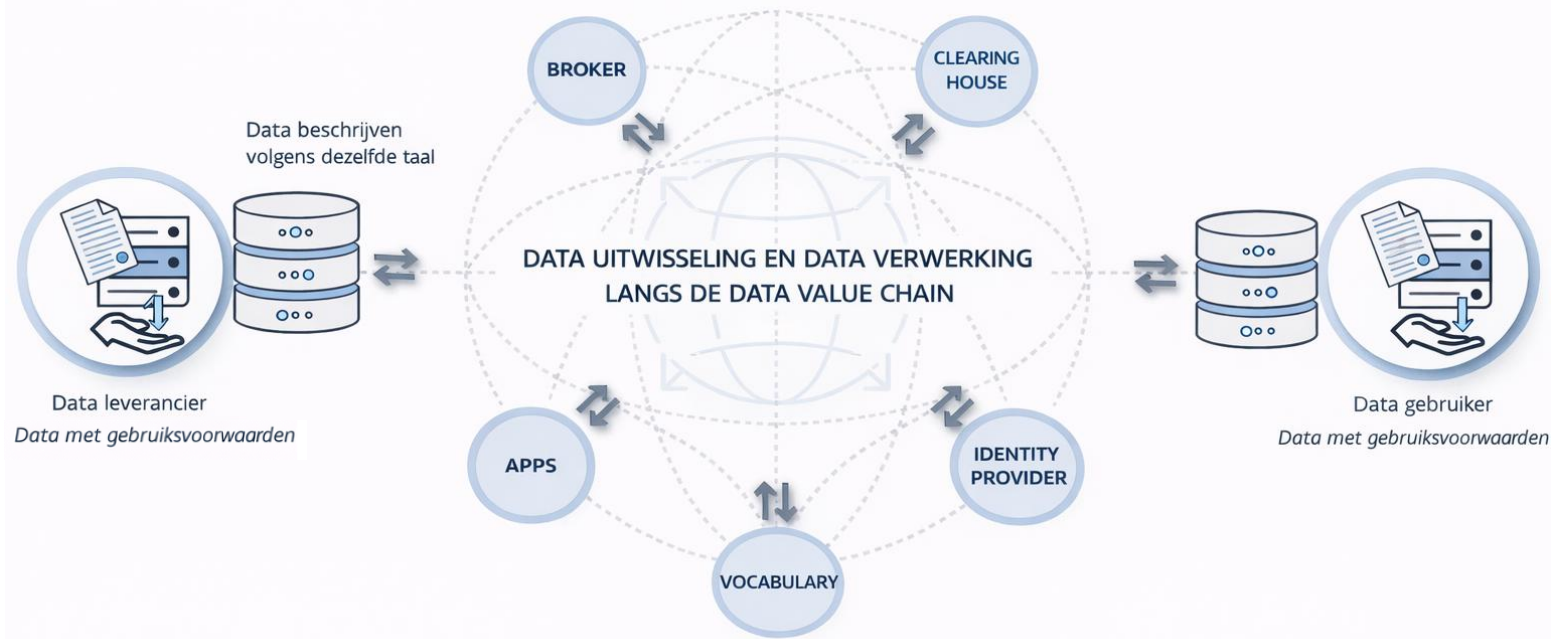 BROKER
CLEARING
HOUSE
Data beschrijven
volgens dezelfde taal
DATA UITWISSELING EN DATA VERWERKING
LANGS DE DATA VALUE CHAIN
Data leverancier
Data met gebruiksvoorwaarden
Data gebruiker
Data met gebruiksvoorwaarden
APPS
IDENTITY
PROVIDER
VOCABULARY